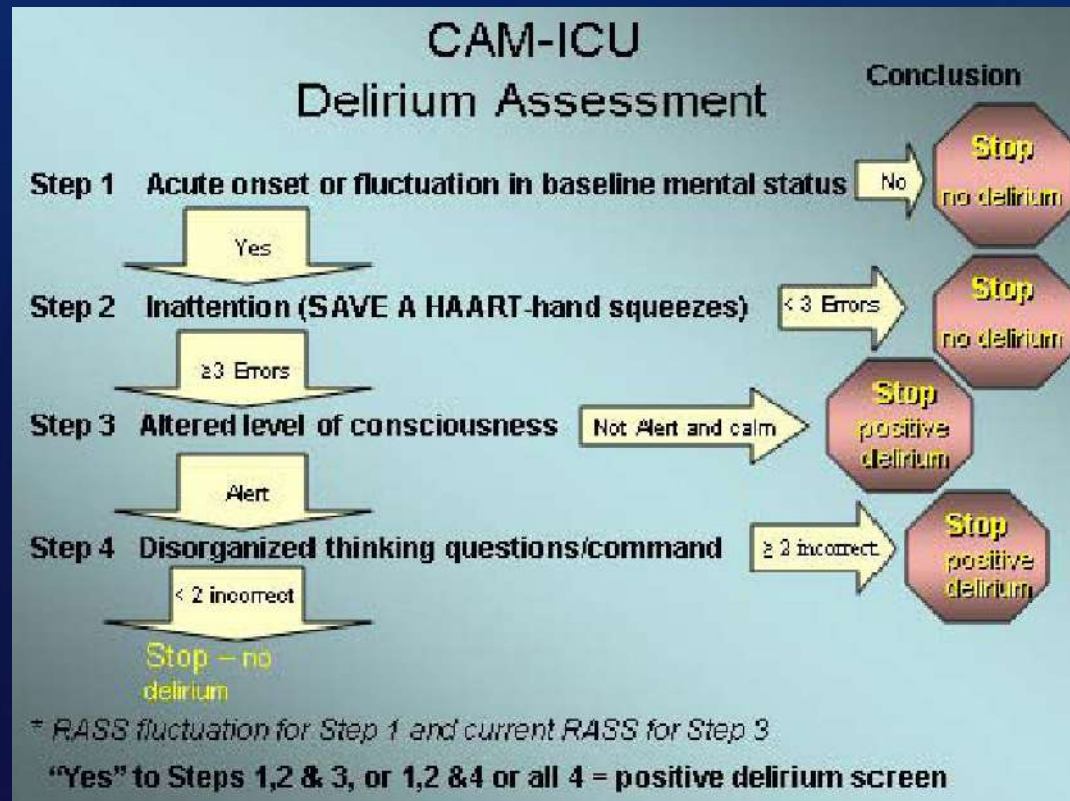 CAM-ICU
Delirium Assessment
Conclusion
Step 1 Acute onset or fluctuation in baseline mental status
No
Stop
no delirium
Yes
Step 2 Inattention (SAVE A HAART-hand squeezes)
< 3 Errors
Stop
no delirium
≥3 Errors
Step 3 Altered level of consciousness
Not Alert and calm
Stop
positive
delirium
Alert
Step 4 Disorganized thinking questions/command
≥ 2 incorrect
Stop
positive
delirium
< 2 incorrect
Stop – no
delirium
* RASS fluctuation for Step 1 and current RASS for Step 3
“Yes” to Steps 1,2 & 3, or 1,2 &4 or all 4 = positive delirium screen